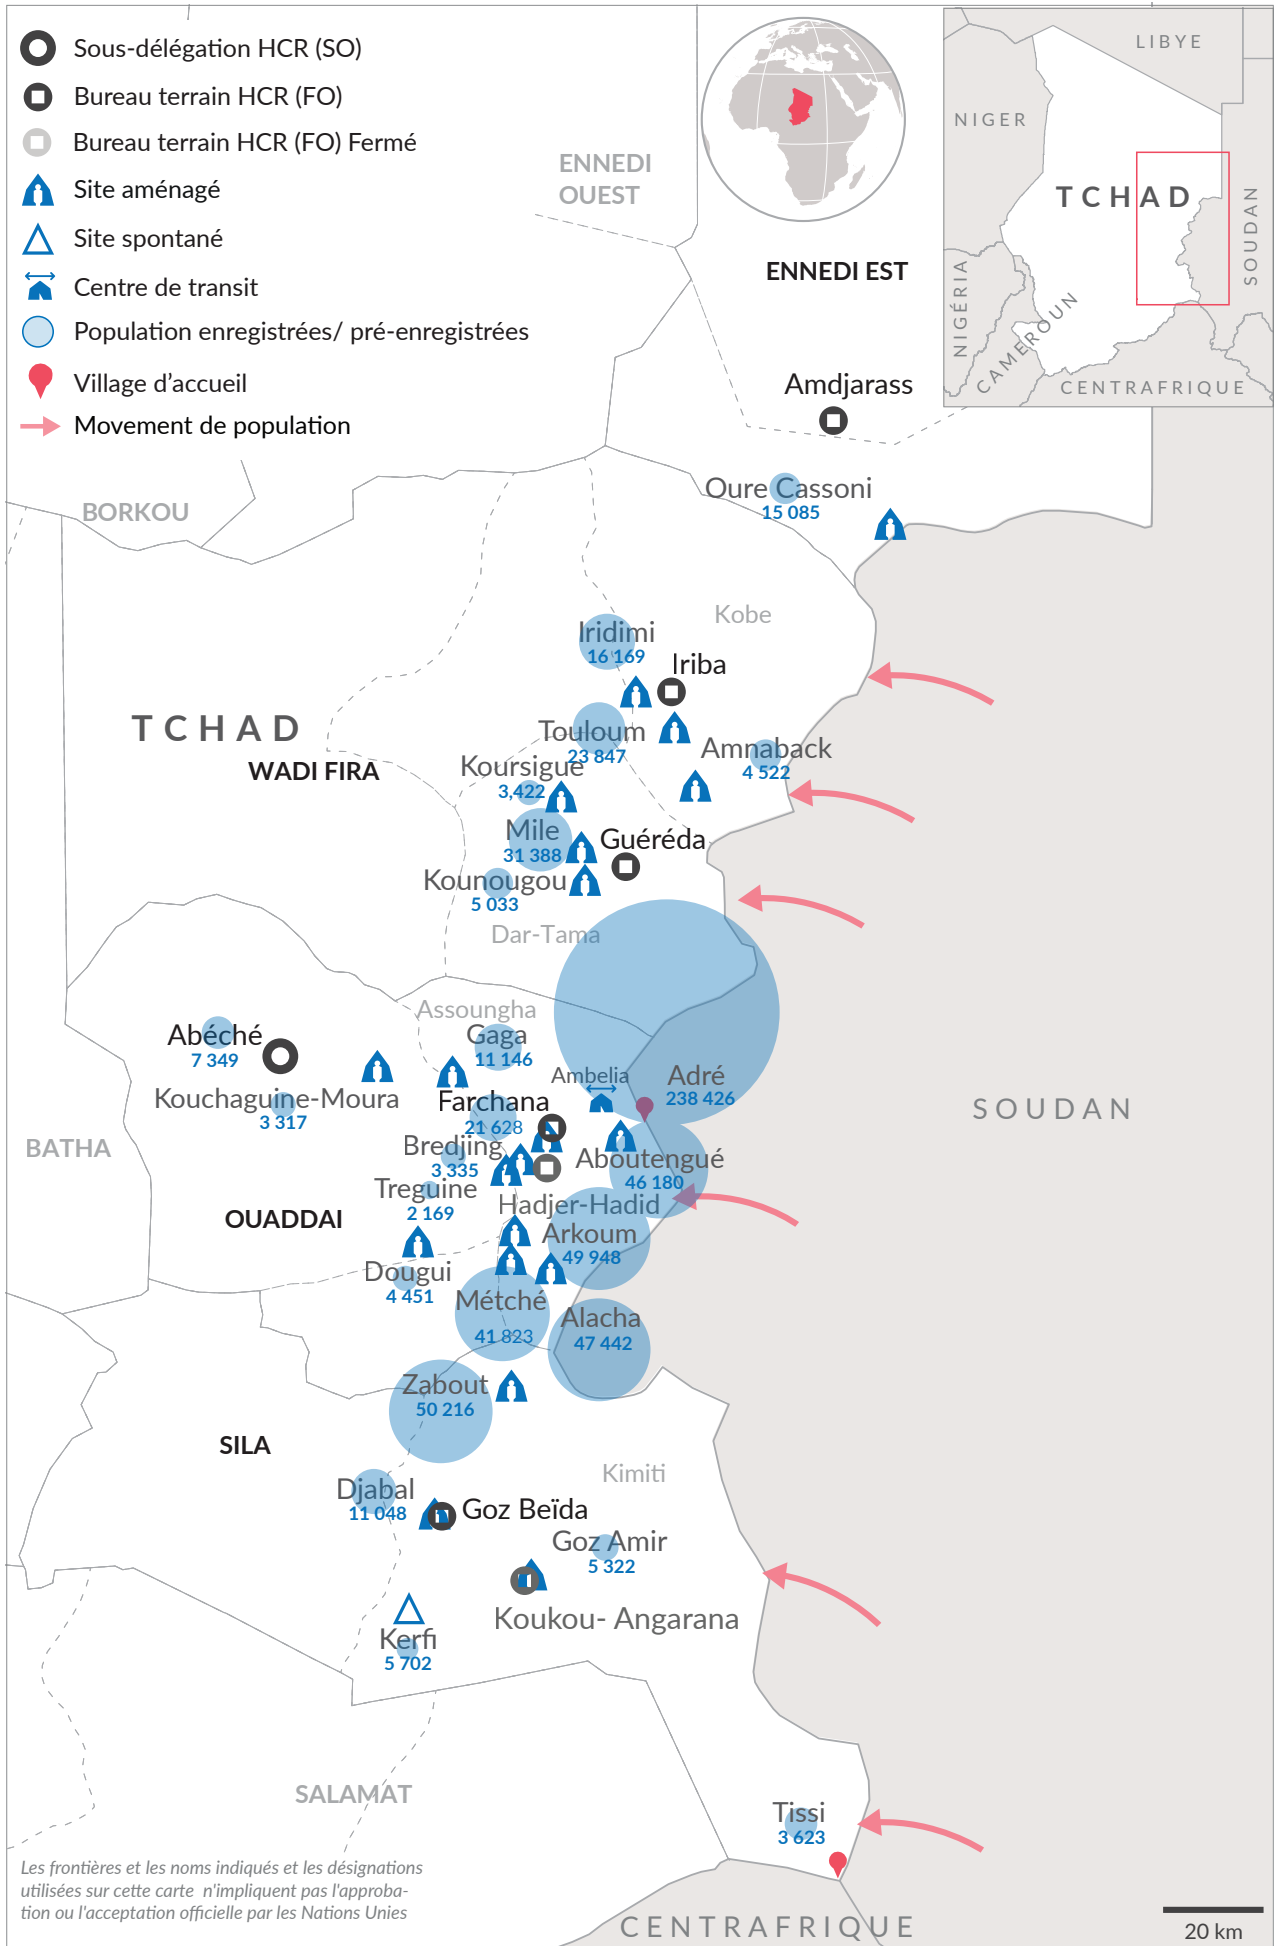 Sous-délégation HCR (SO)
Bureau terrain HCR (FO)
Bureau terrain HCR (FO) Fermé
Site aménagé
Site spontané
Centre de transit
Population enregistrées/ pré-enregistrées
Village d'accueil
Movement de population
LIBYE
NIGER
TCHAD
SOUDAN
NIGÉRIA
CAMEROUN
CENTRAFRIQUE
ENNEDI
OUEST
ENNEDI EST
Amdjarass
Oure Cassoni
15 085
BORKOU
Kobe
Iridimi
16 169
Iriba
TCHAD
Touloum
23 847
Amnaback
4 522
WADI FIRA
Koursigue
3,422
Mile
31 388
Guéréda
Kounougou
5 033
Dar-Tama
Assoungha
Gaga
11 146
Abéché
7 349
Ambelia
Adré
238 426
Kouchaguine-Moura
3 317
Farchana
21 628
SOUDAN
BATHA
Bredjing
3 335
Aboutengué
46 180
Treguine
2 169
Hadjer-Hadid
OUADDAI
Arkoum
49 948
Dougui
4 451
Métché
41 823
Alacha
47 442
Zabout
50 216
SILA
Kimiti
Djabal
11 048
Goz Beïda
Goz Amir
5 322
Koukou- Angarana
Kerfi
5 702
SALAMAT
Tissi
3 623
Les frontières et les noms indiqués et les désignations
utilisées sur cette carte n'impliquent pas l'approba-
tion ou l'acceptation officielle par les Nations Unies
CENTRAFRIQUE
20 km